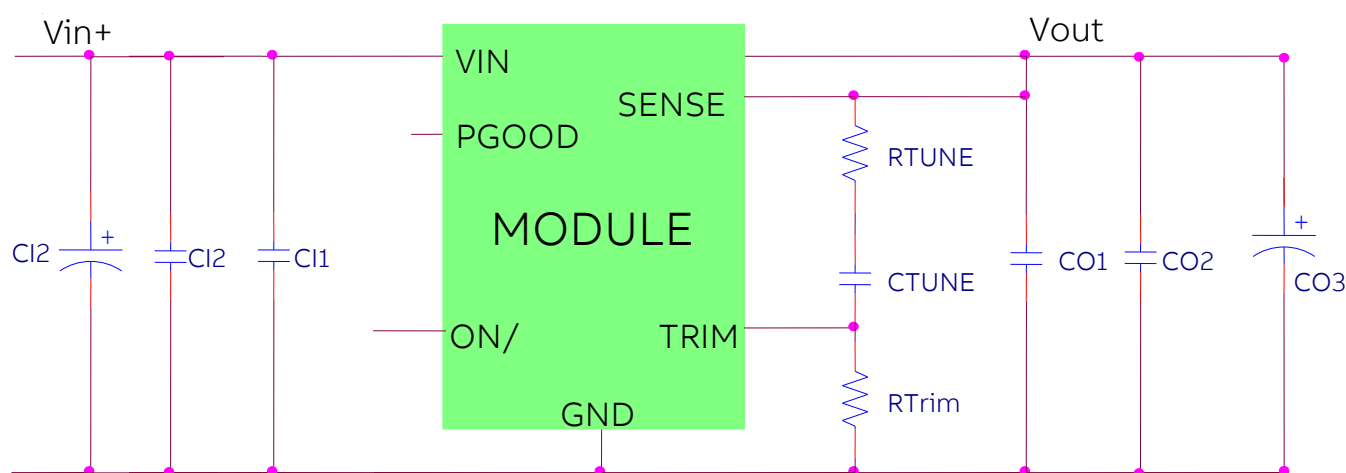 Vin+
Vout
VIN
SENSE
PGOOD
RTUNE
MODULE
+
+
CI2
CI2
CI1
CO1
CO2
CO3
CTUNE
ON/
TRIM
RTrim
GND